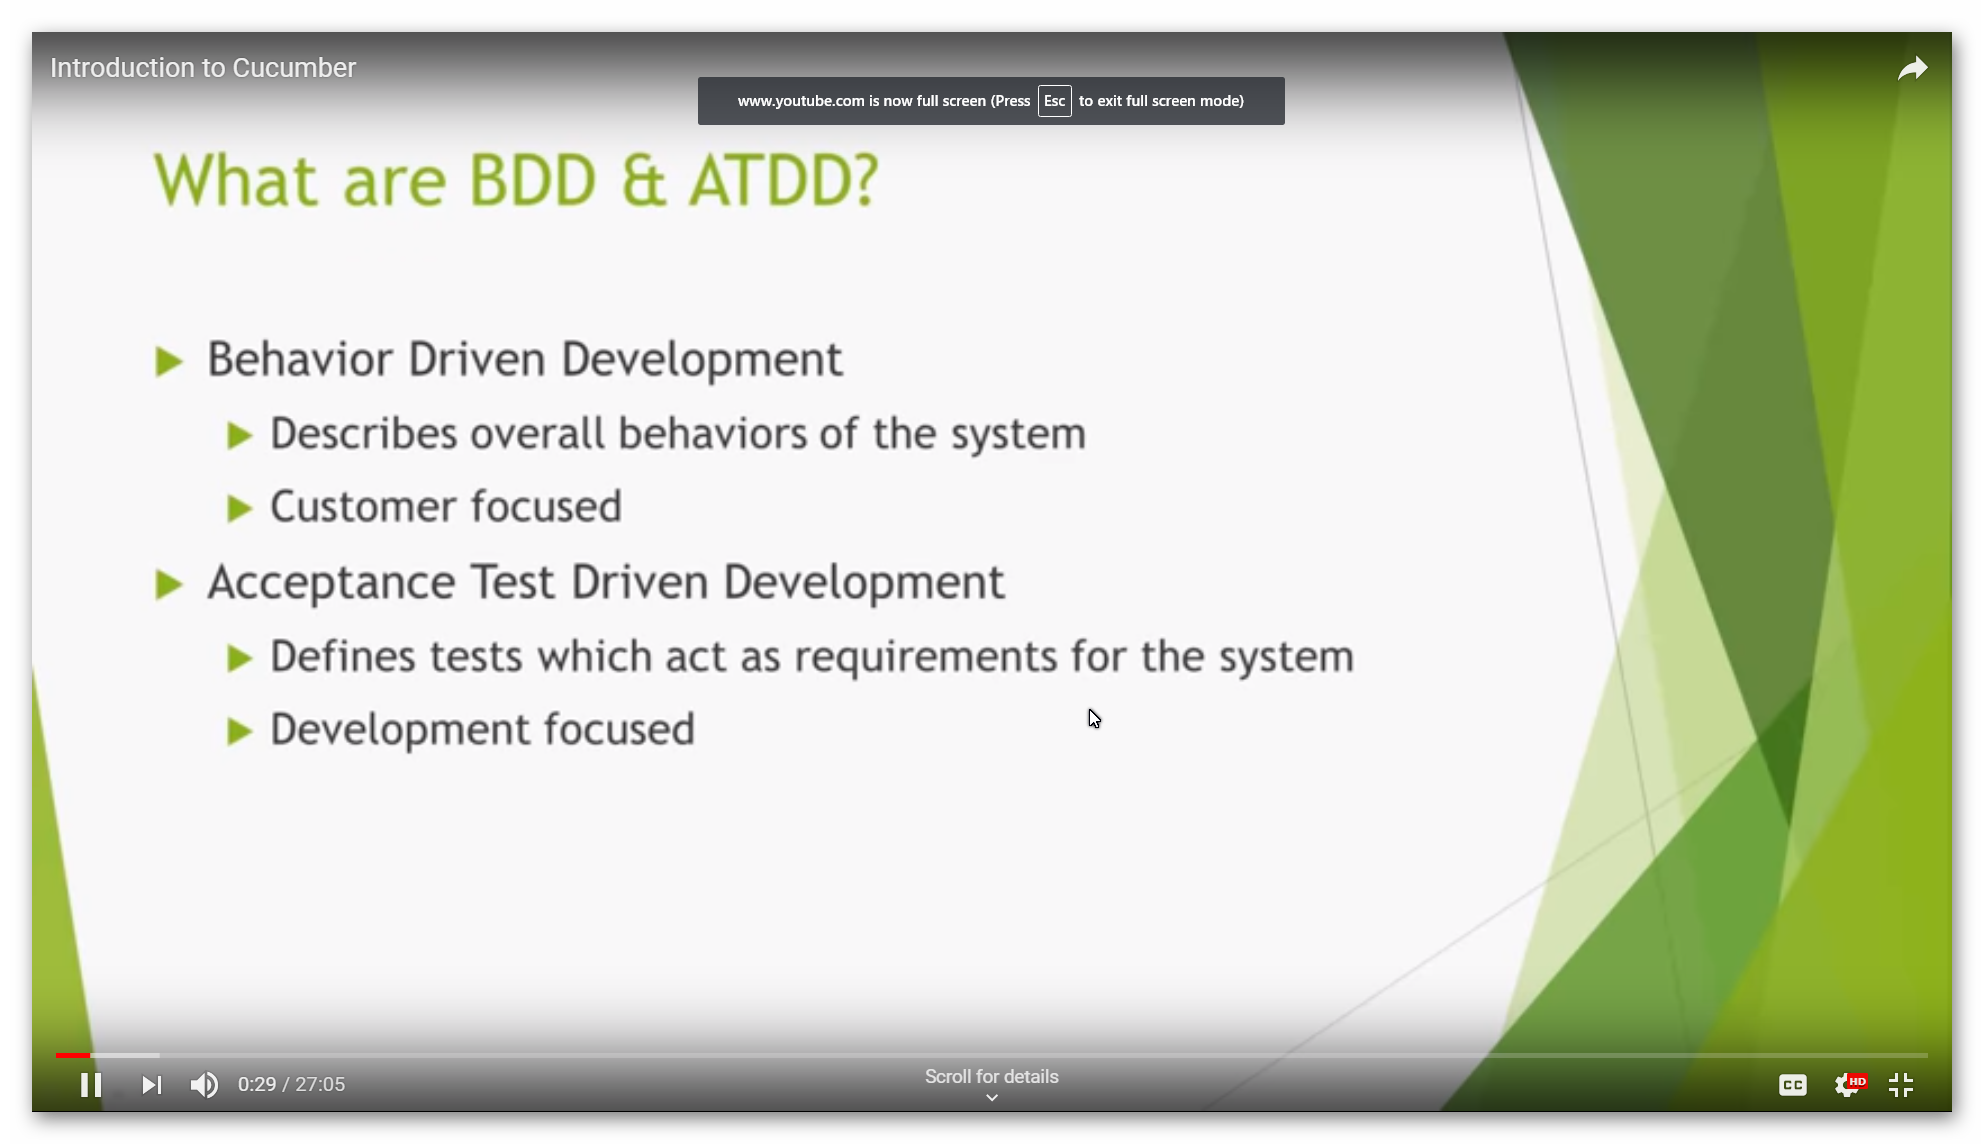 Introduction to Cucumber
www.youtube.com is now full screen (Press Esc to exit full screen mode)
What are BDD & ATDD?
Behavior Driven Development
Describes overall behaviors of the system
Customer focused
Acceptance Test Driven Development
Defines tests which act as requirements for the system
Development focused
Scroll for details
0:29 / 27:05
CC
HD